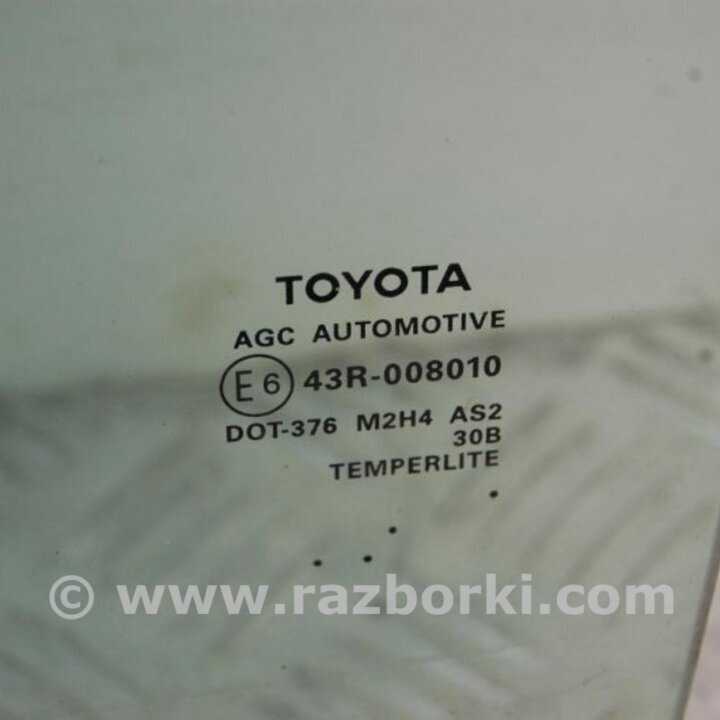 TOYOTA
AGC AUTOMOTIVE
E6 43R-008010
DOT-376 M2H4 AS2
30B
TEMPERLITE
© www.razborki.com